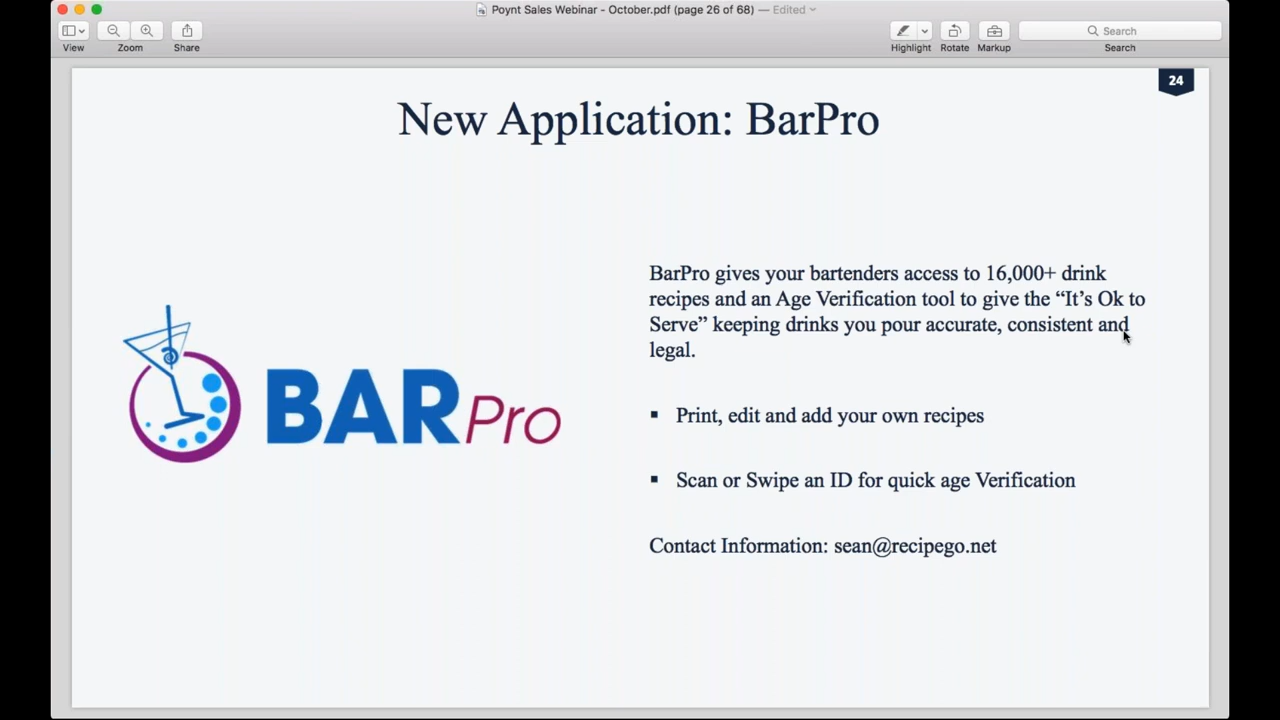 Poynt Sales Webinar - October.pdf (page 26 of 68) — Edited
View
Zoom
Share
Highlight
Rotate
Markup
Search
Search
24
New Application: BarPro
BarPro gives your bartenders access to 16,000+ drink
recipes and an Age Verification tool to give the “It’s Ok to
Serve” keeping drinks you pour accurate, consistent and
legal.
BARPro
▪ Print, edit and add your own recipes
▪ Scan or Swipe an ID for quick age Verification
Contact Information: sean@recipego.net